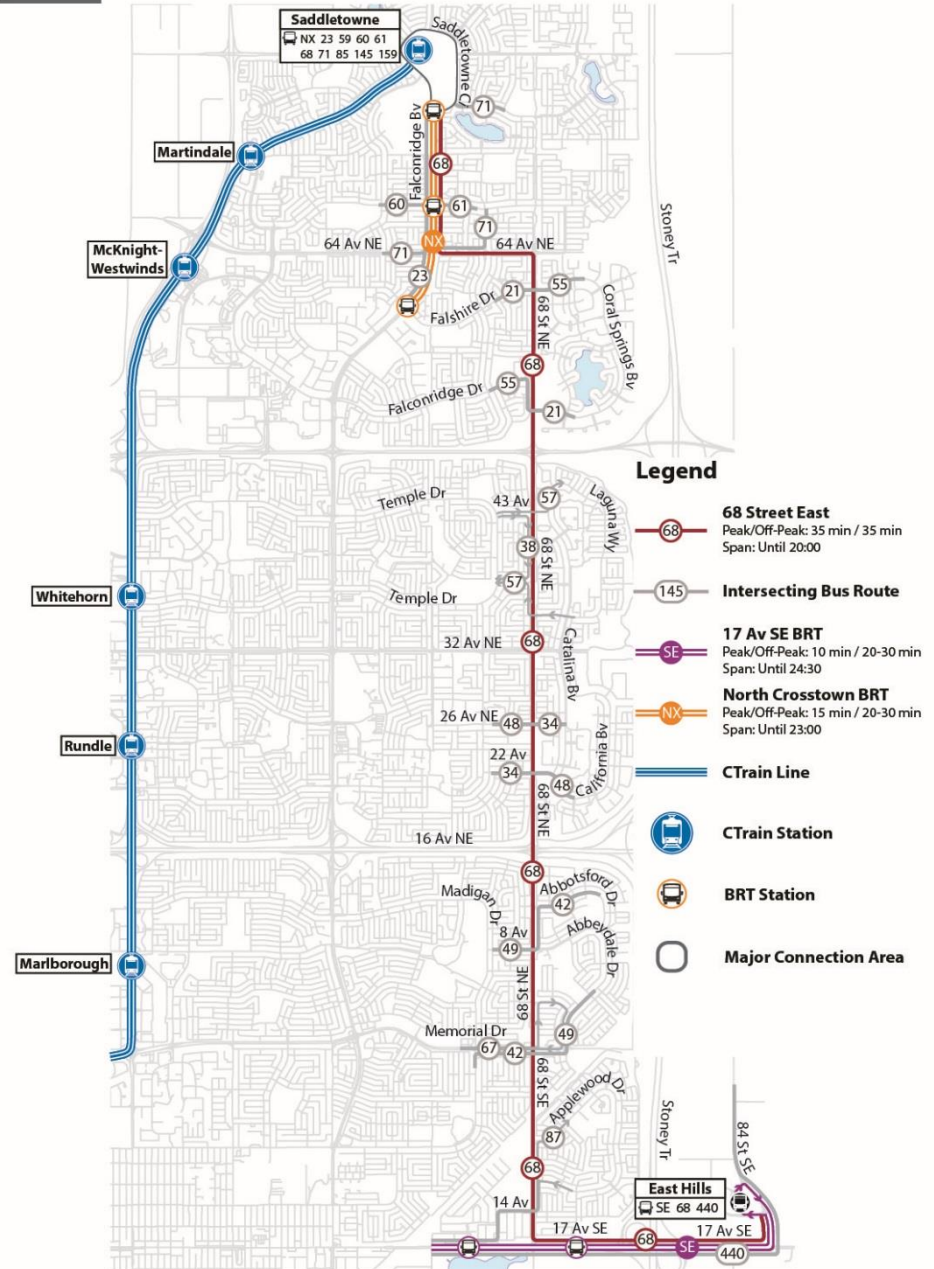 Saddletowne
NX 23 59 60 61
68 71 85 145 159
Saddletowne Ci
71
Falconridge Bv
Martindale
68
60
61
71
NX
64 Av NE
71
64 Av NE
McKnight-
Westwinds
23
Stoney Tr
Falshire Dr
21
55
68 St NE
Coral Springs Bv
68
Falconridge Dr
55
21
Temple Dr
43 Av
57
Laguna Wy
38
68 St NE
57
Temple Dr
Whitehorn
32 Av NE
68
Catalina Bv
26 Av NE
48
34
Rundle
22 Av
34
48
California Bv
68 St NE
16 Av NE
68
Madigan Dr
Abbotsford Dr
42
8 Av
49
Abbeydale Dr
Marlborough
68 St NE
Memorial Dr
49
67
42
68 St SE
Applewood Dr
87
68
Stoney Tr
84 St SE
14 Av
East Hills
SE 68 440
17 Av SE
17 Av SE
68
SE
440
Legend
68
68 Street East
Peak/Off-Peak: 35 min / 35 min
Span: Until 20:00
145
Intersecting Bus Route
SE
17 Av SE BRT
Peak/Off-Peak: 10 min / 20-30 min
Span: Until 24:30
NX
North Crosstown BRT
Peak/Off-Peak: 15 min / 20-30 min
Span: Until 23:00
CTrain Line
CTrain Station
BRT Station
Major Connection Area